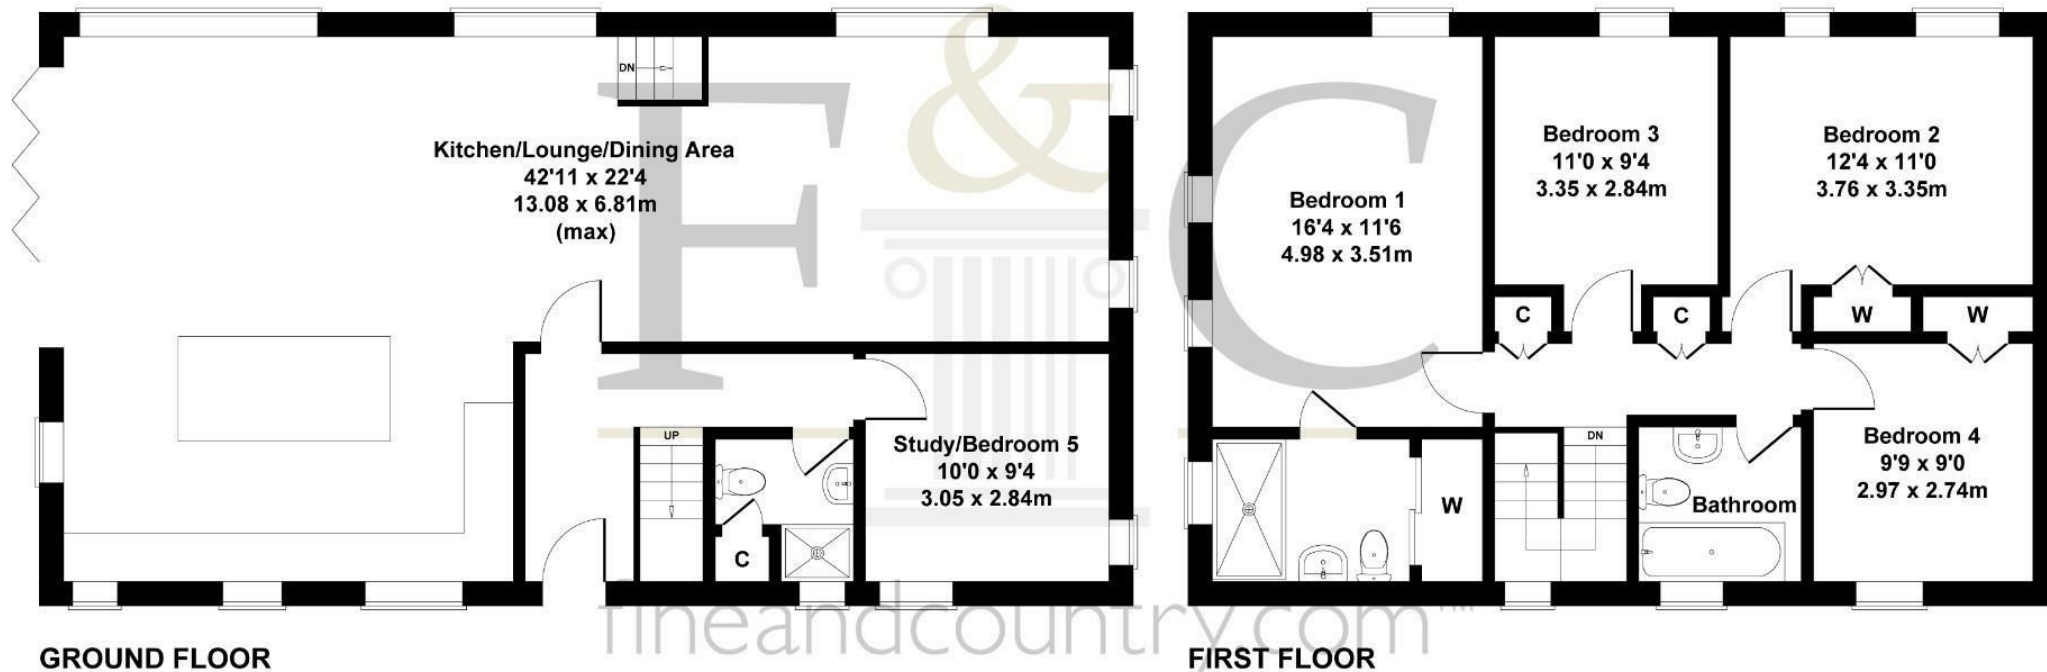 DN
Kitchen/Lounge/Dining Area
42'11 x 22'4
13.08 x 6.81m
(max)
UP
C
Study/Bedroom 5
10'0 x 9'4
3.05 x 2.84m
GROUND FLOOR
Bedroom 1
16'4 x 11'6
4.98 x 3.51m
Bedroom 3
11'0 x 9'4
3.35 x 2.84m
Bedroom 2
12'4 x 11'0
3.76 x 3.35m
C
C
W
W
W
DN
Bathroom
Bedroom 4
9'9 x 9'0
2.97 x 2.74m
FIRST FLOOR
F&C
fineandcountry.com™